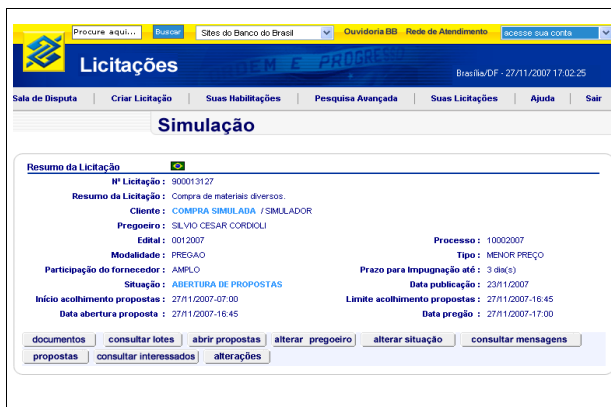 Procure aqui... Buscar Sites do Banco do Brasil Ouvidoria BB Rede de Atendimento acesse sua conta
Licitações
Brasília/DF - 27/11/2007 17:02:25
Sala de Disputa | Criar Licitação | Suas Habilitações | Pesquisa Avançada | Suas Licitações | Ajuda | Sair
Simulação
Resumo da Licitação
Nº Licitação : 900013127
Resumo da Licitação : Compra de materiais diversos.
Cliente : COMPRA SIMULADA / SIMULADOR
Pregoeiro : SILVIO CESAR CORDIOLI
Edital : 0012007 Processo : 10002007
Modalidade : PREGAO Tipo : MENOR PREÇO
Participação do fornecedor : AMPLO Prazo para Impugnação até : 3 dia(s)
Situação : ABERTURA DE PROPOSTAS Data publicação : 23/11/2007
Início acolhimento propostas : 27/11/2007-07:00 Limite acolhimento propostas : 27/11/2007-16:45
Data abertura proposta : 27/11/2007-16:45 Data pregão : 27/11/2007-17:00
documentos consultar lotes abrir propostas alterar pregoeiro alterar situação consultar mensagens
propostas consultar interessados alterações